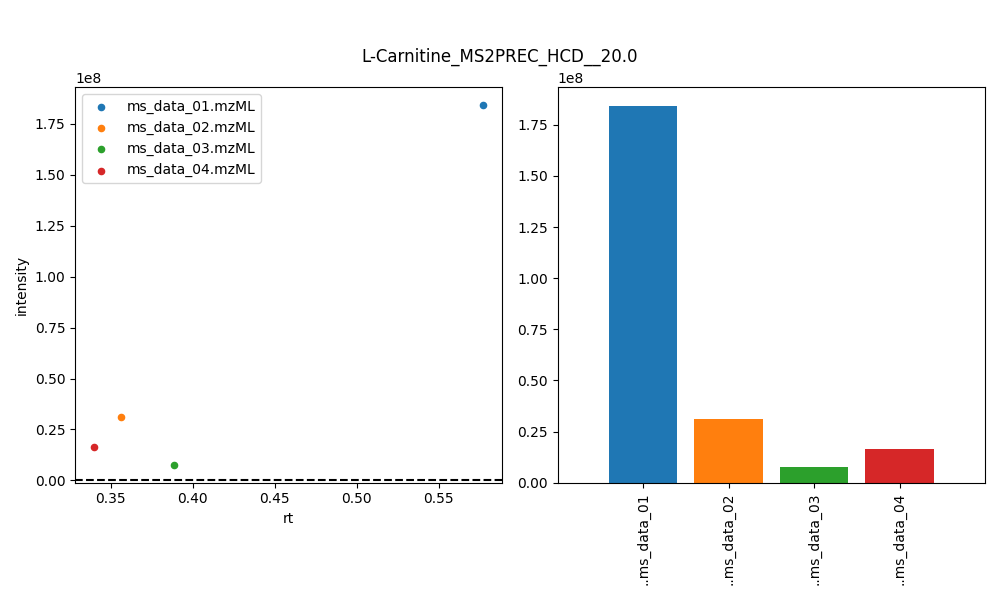 L-Carnitine_MS2PREC_HCD__20.0
1e8
ms_data_01.mzML
ms_data_02.mzML
ms_data_03.mzML
ms_data_04.mzML
1.75
1.50
1.25
1.00
0.75
0.50
0.25
0.00
intensity
0.35 0.40 0.45 0.50 0.55
rt
1e8
1.75
1.50
1.25
1.00
0.75
0.50
0.25
0.00
..ms_data_01
..ms_data_02
..ms_data_03
..ms_data_04